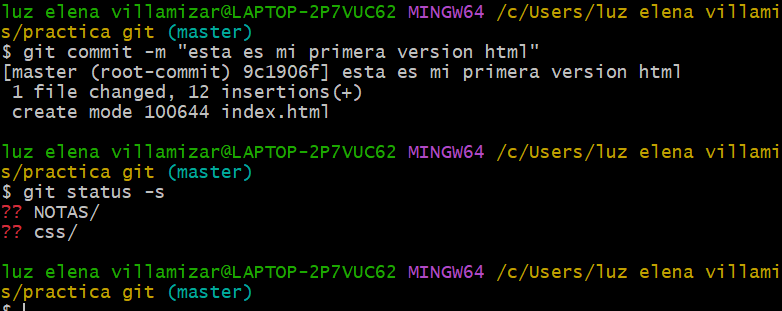 luz elena villamizar@LAPTOP-2P7VUC62 MINGW64 /c/Users/luz elena villami
s/practica git (master)
$ git commit -m "esta es mi primera version html"
[master (root-commit) 9c1906f] esta es mi primera version html
 1 file changed, 12 insertions(+)
 create mode 100644 index.html

luz elena villamizar@LAPTOP-2P7VUC62 MINGW64 /c/Users/luz elena villami
s/practica git (master)
$ git status -s
?? NOTAS/
?? css/

luz elena villamizar@LAPTOP-2P7VUC62 MINGW64 /c/Users/luz elena villami
s/practica git (master)
$